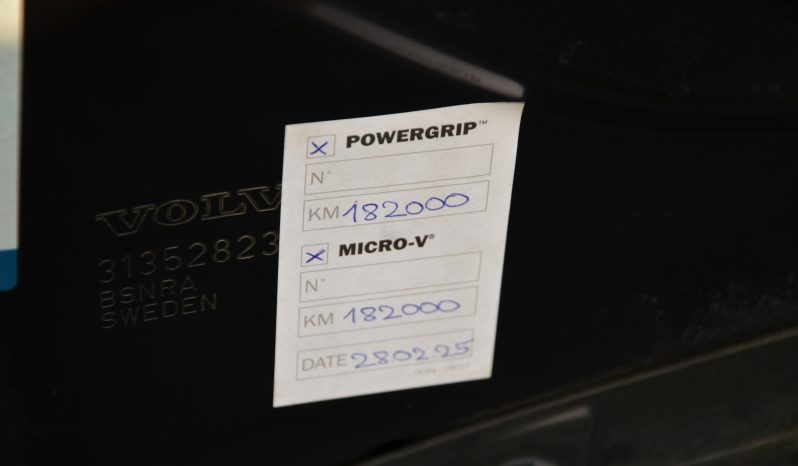 VOLV
31352823
BSNRA
SWEDEN
X POWERGRIP™
N°
KM 182000
X MICRO-V®
N°
KM 182000
DATE 28.02.25